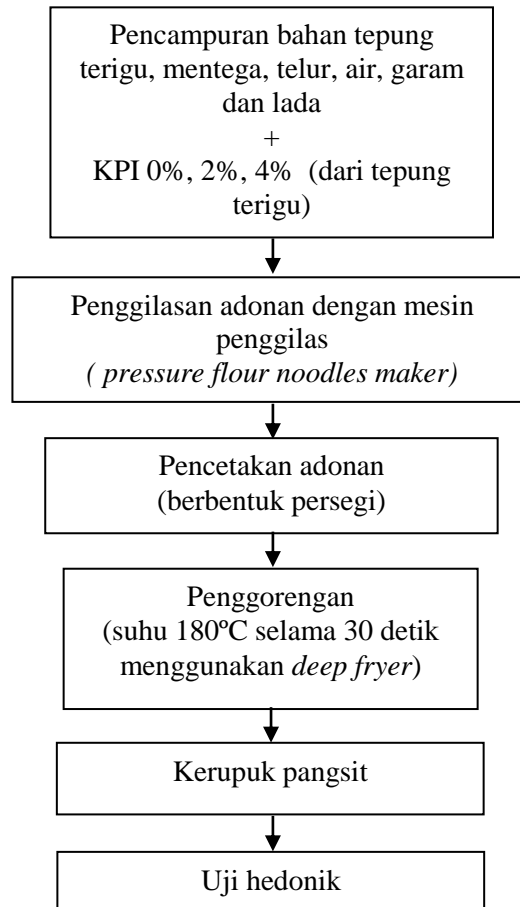 Pencampuran bahan tepung
terigu, mentega, telur, air, garam
dan lada
+
KPI 0%, 2%, 4% (dari tepung
terigu)
Penggilasan adonan dengan mesin
penggilas
( pressure flour noodles maker)
Pencetakan adonan
(berbentuk persegi)
Penggorengan
(suhu 180ºC selama 30 detik
menggunakan deep fryer)
Kerupuk pangsit
Uji hedonik